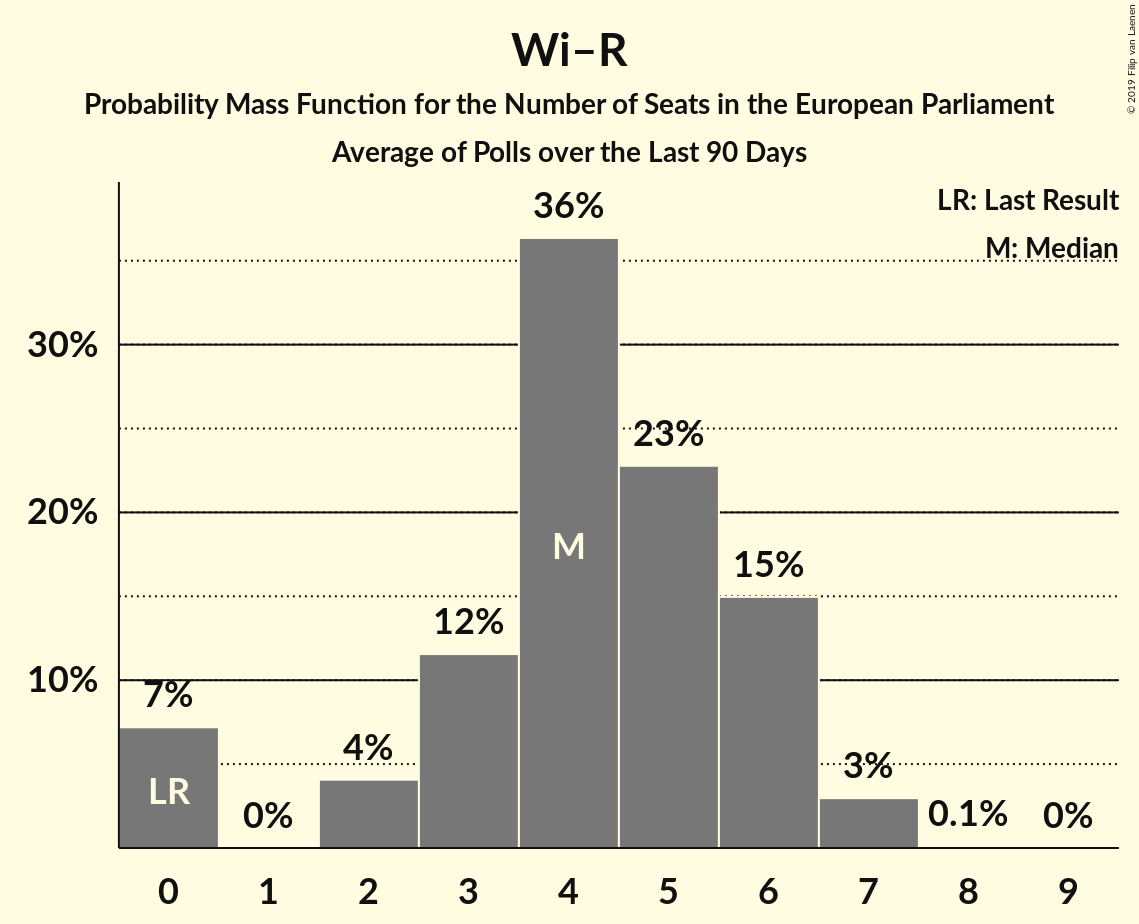 Wi–R
Probability Mass Function for the Number of Seats in the European Parliament
Average of Polls over the Last 90 Days
© 2019 Filip van Laenen
LR: Last Result
M: Median
36%
30%
23%
20%
M
15%
12%
10%
7%
4%
3%
LR
0%
0.1%
0%
0 1 2 3 4 5 6 7 8 9